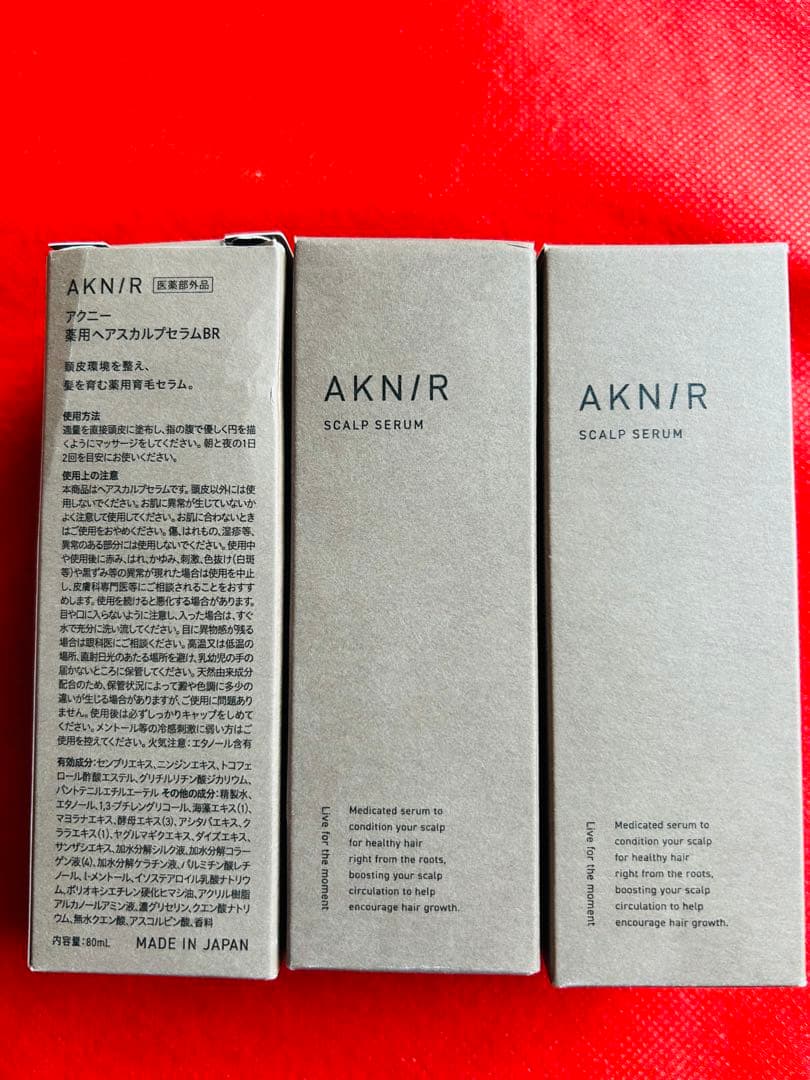 AKN/R 医薬部外品
アクニー
薬用ヘアスカルプセラムBR
頭皮環境を整え、
髪を育む薬用育毛セラム。
使用方法
適量を直接頭皮に塗布し、指の腹で優しく円を描
くようにマッサージをしてください。朝と夜の1日
2回を目安にお使いください。
使用上の注意
本商品はヘアスカルプセラムです。頭皮以外には使
用しないでください。お肌に異常が生じていないか
よく注意して使用してください。お肌に合わないとき
はご使用をおやめください。傷、はれもの、湿疹等、
異常のある部分には使用しないでください。使用中
や使用後に赤み、はれ、かゆみ、刺激、色抜け(白斑
等)や黒ずみ等の異常が現れた場合は使用を中止
し、皮膚科専門医等にご相談されることをおすす
めします。使用を続けると悪化する場合があります。
目や口に入らないように注意し、入った場合は、すぐ
水で充分に洗い流してください。目に異物感が残る
場合は眼科医にご相談ください。高温又は低温の
場所、直射日光のあたる場所を避け、乳幼児の手の
届かないところに保管してください。天然由来成分
配合のため、保管状況によって澱や色調に多少の
違いが生じる場合がありますが、ご使用に問題あり
ません。使用後は必ずしっかりキャップをしめて
ください。メントール等の冷感刺激に弱い方はご
使用を控えてください。火気注意:エタノール含有
有効成分:センブリエキス、ニンジンエキス、トコフェ
ロール酢酸エステル、グリチルリチン酸ジカリウム、
パントテニルエチルエーテル その他の成分:精製水、
エタノール、1,3-ブチレングリコール、海藻エキス(1)、
マヨラナエキス、酵母エキス(3)、アシタバエキス、ク
ララエキス(1)、ヤグルマギクエキス、ダイズエキス、
サンザシエキス、加水分解シルク液、加水分解コラー
ゲン液(4)、加水分解ケラチン液、パルミチン酸レチ
ノール、l-メントール、イソステアロイル乳酸ナトリウ
ム、ポリオキシエチレン硬化ヒマシ油、アクリル樹脂
アルカノールアミン液、濃グリセリン、クエン酸ナトリ
ウム、無水クエン酸、アスコルビン酸、香料
内容量:80mL MADE IN JAPAN
AKN/R
SCALP SERUM
Live for the moment
Medicated serum to
condition your scalp
for healthy hair
right from the roots,
boosting your scalp
circulation to help
encourage hair growth.
AKN/R
SCALP SERUM
Live for the moment
Medicated serum to
condition your scalp
for healthy hair
right from the roots,
boosting your scalp
circulation to help
encourage hair growth.